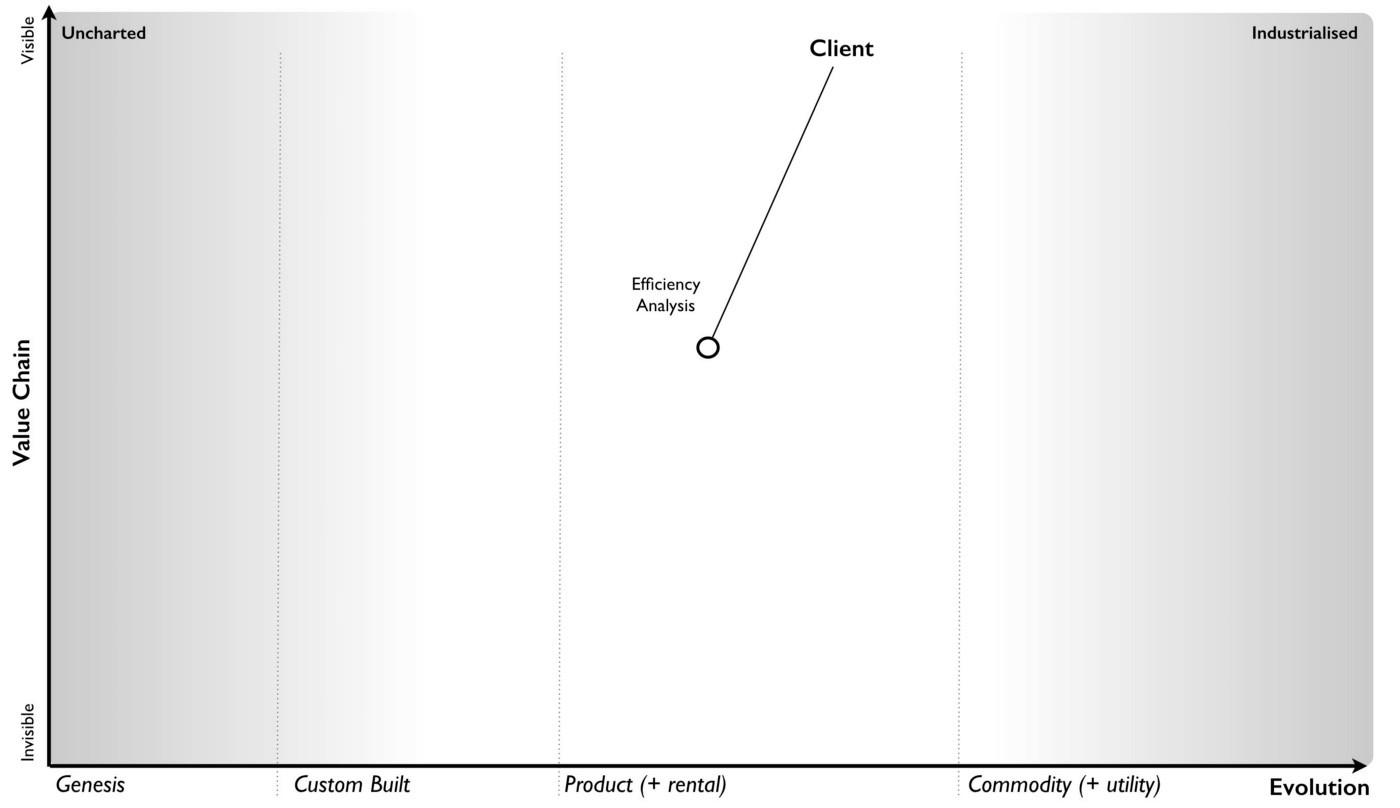 Visible
Uncharted
Client
Industrialised
Efficiency
Analysis
Value Chain
Invisible
Genesis
Custom Built
Product (+ rental)
Commodity (+ utility)
Evolution